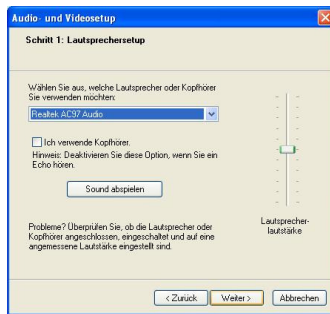 Audio- und Videosetup
Schritt 1: Lautsprechersetup
Wählen Sie aus, welche Lautsprecher oder Kopfhörer
Sie verwenden möchten:
Realtek AC97 Audio
Ich verwende Kopfhörer.
Hinweis: Deaktivieren Sie diese Option, wenn Sie ein
Echo hören.
Sound abspielen
Lautsprecher-
lautstärke
Probleme? Überprüfen Sie, ob die Lautsprecher oder
Kopfhörer angeschlossen, eingeschaltet und auf eine
angemessene Lautstärke eingestellt sind.
< Zurück
Weiter >
Abbrechen